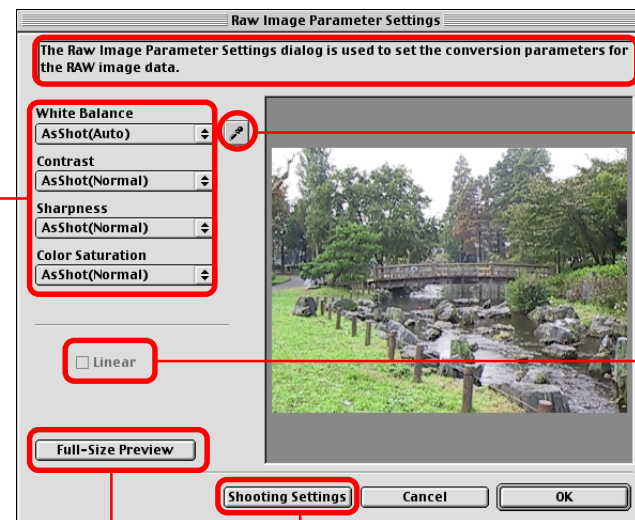 Raw Image Parameter Settings
The Raw Image Parameter Settings dialog is used to set the conversion parameters for
the RAW image data.
White Balance
AsShot(Auto)
Contrast
AsShot(Normal)
Sharpness
AsShot(Normal)
Color Saturation
AsShot(Normal)
Linear
Full-Size Preview
Shooting Settings
Cancel
OK